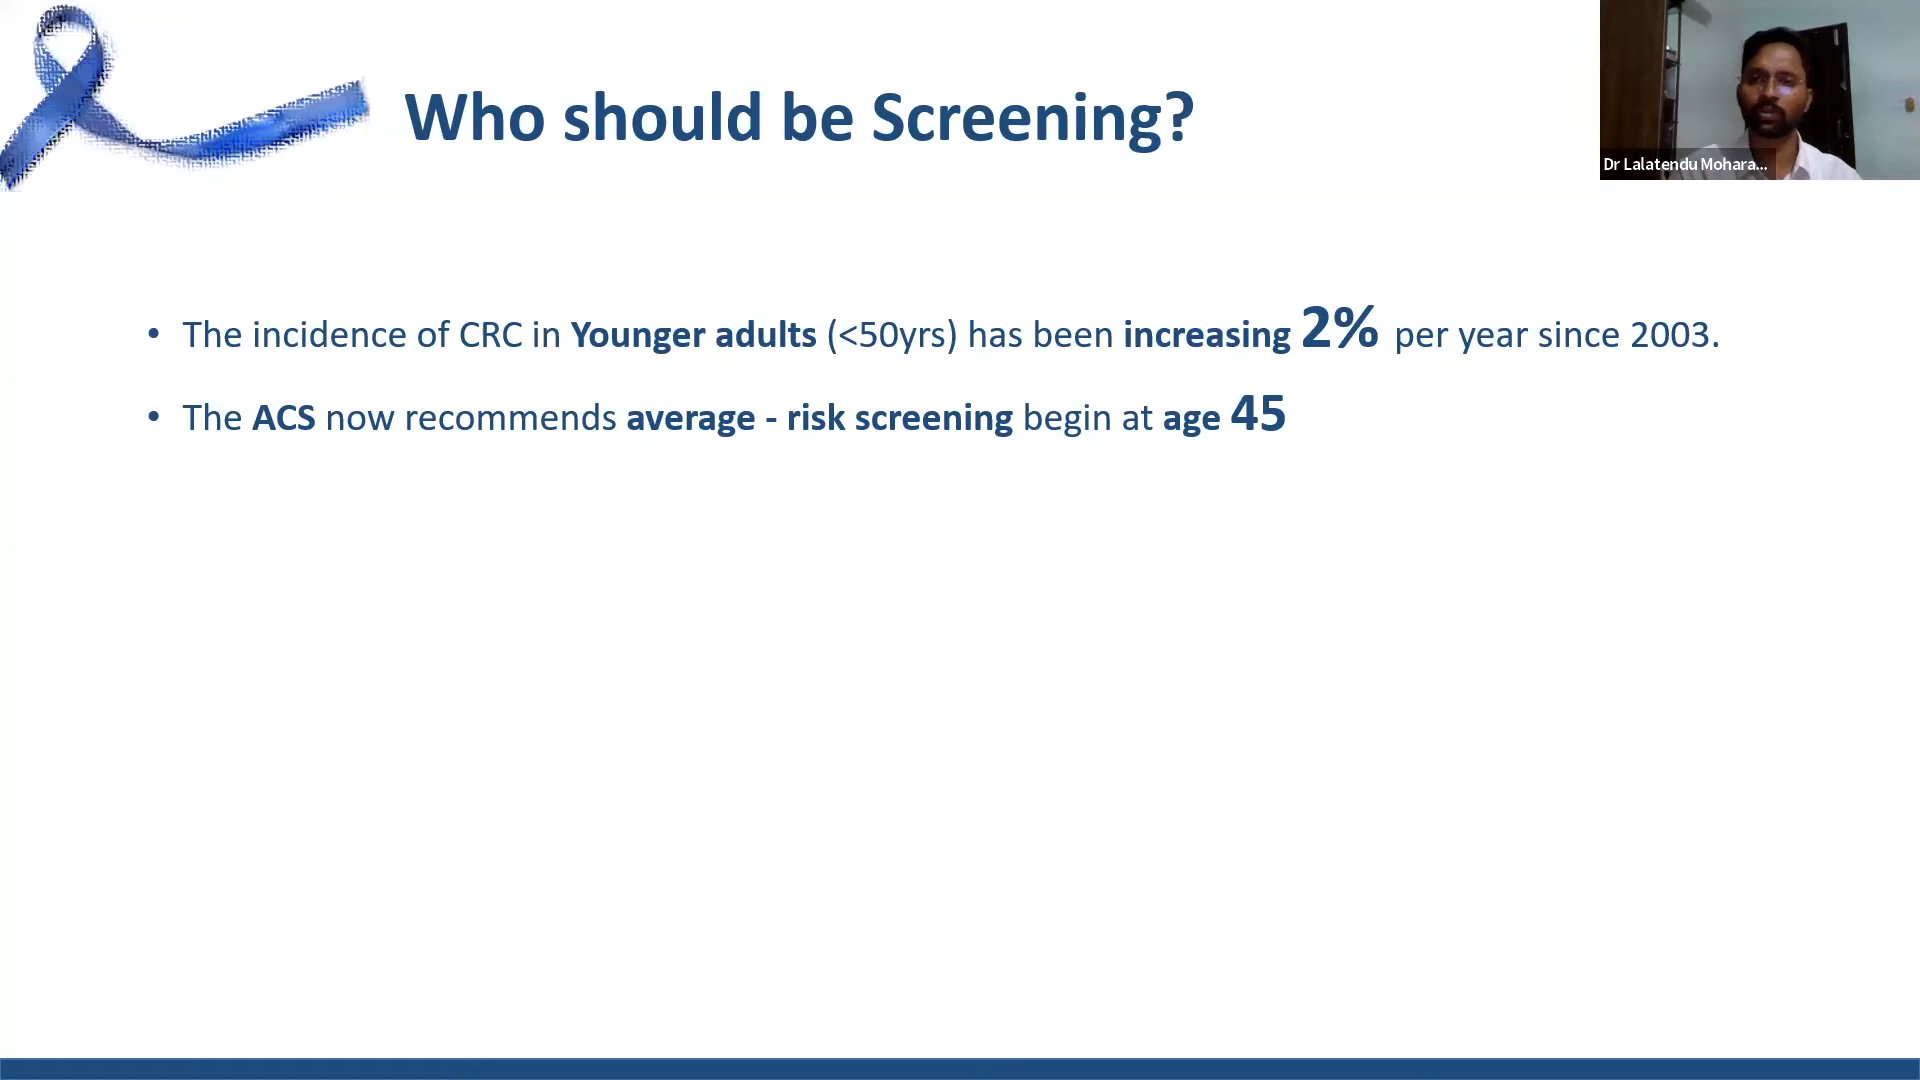 Who should be Screening?
Dr Lalatendu Mohara...
• The incidence of CRC in Younger adults (<50yrs) has been increasing 2% per year since 2003.
• The ACS now recommends average - risk screening begin at age 45